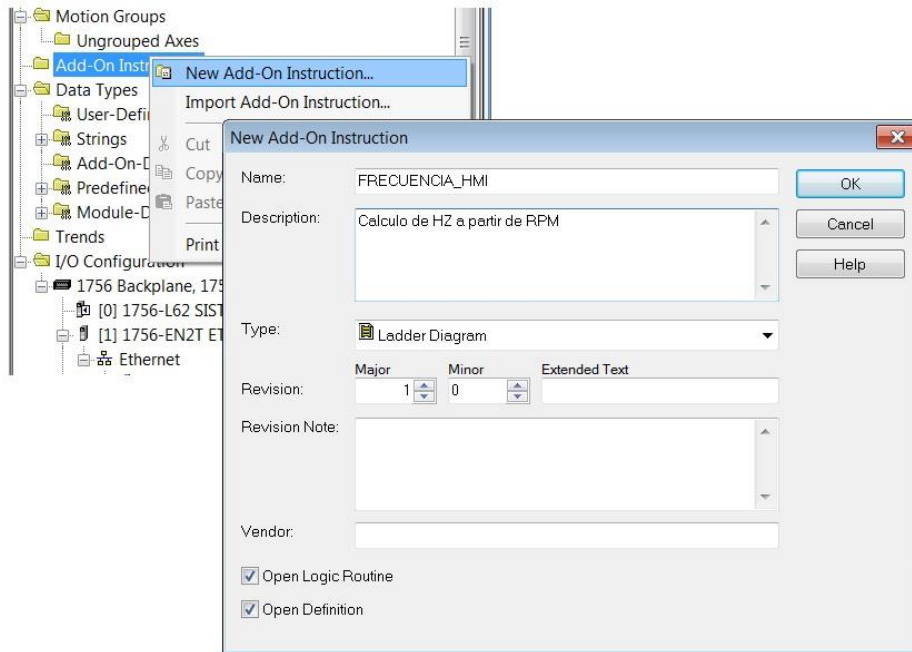 Motion Groups
Ungrouped Axes
Add-On Instr
New Add-On Instruction...
Data Types
Import Add-On Instruction...
User-Defi
Strings
Cut
Add-On-D
Copy
Predefined
Paste
Module-D
Trends
Print
I/O Configuration
1756 Backplane, 175
[0] 1756-L62 SIST
[1] 1756-EN2T ET
Ethernet
New Add-On Instruction
Name:
FRECUENCIA_HMI
OK
Description:
Calculo de HZ a partir de RPM
Cancel
Help
Type:
Ladder Diagram
Major Minor Extended Text
Revision:
1 0
Revision Note:
Vendor:
Open Logic Routine
Open Definition